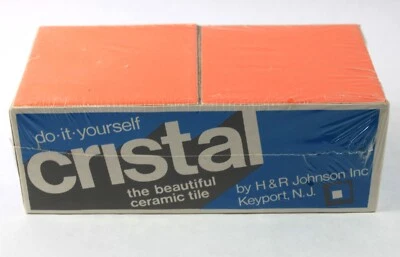 do·it·yourself
cristal
the beautiful
ceramic tile
by H & R Johnson Inc
Keyport, N.J.